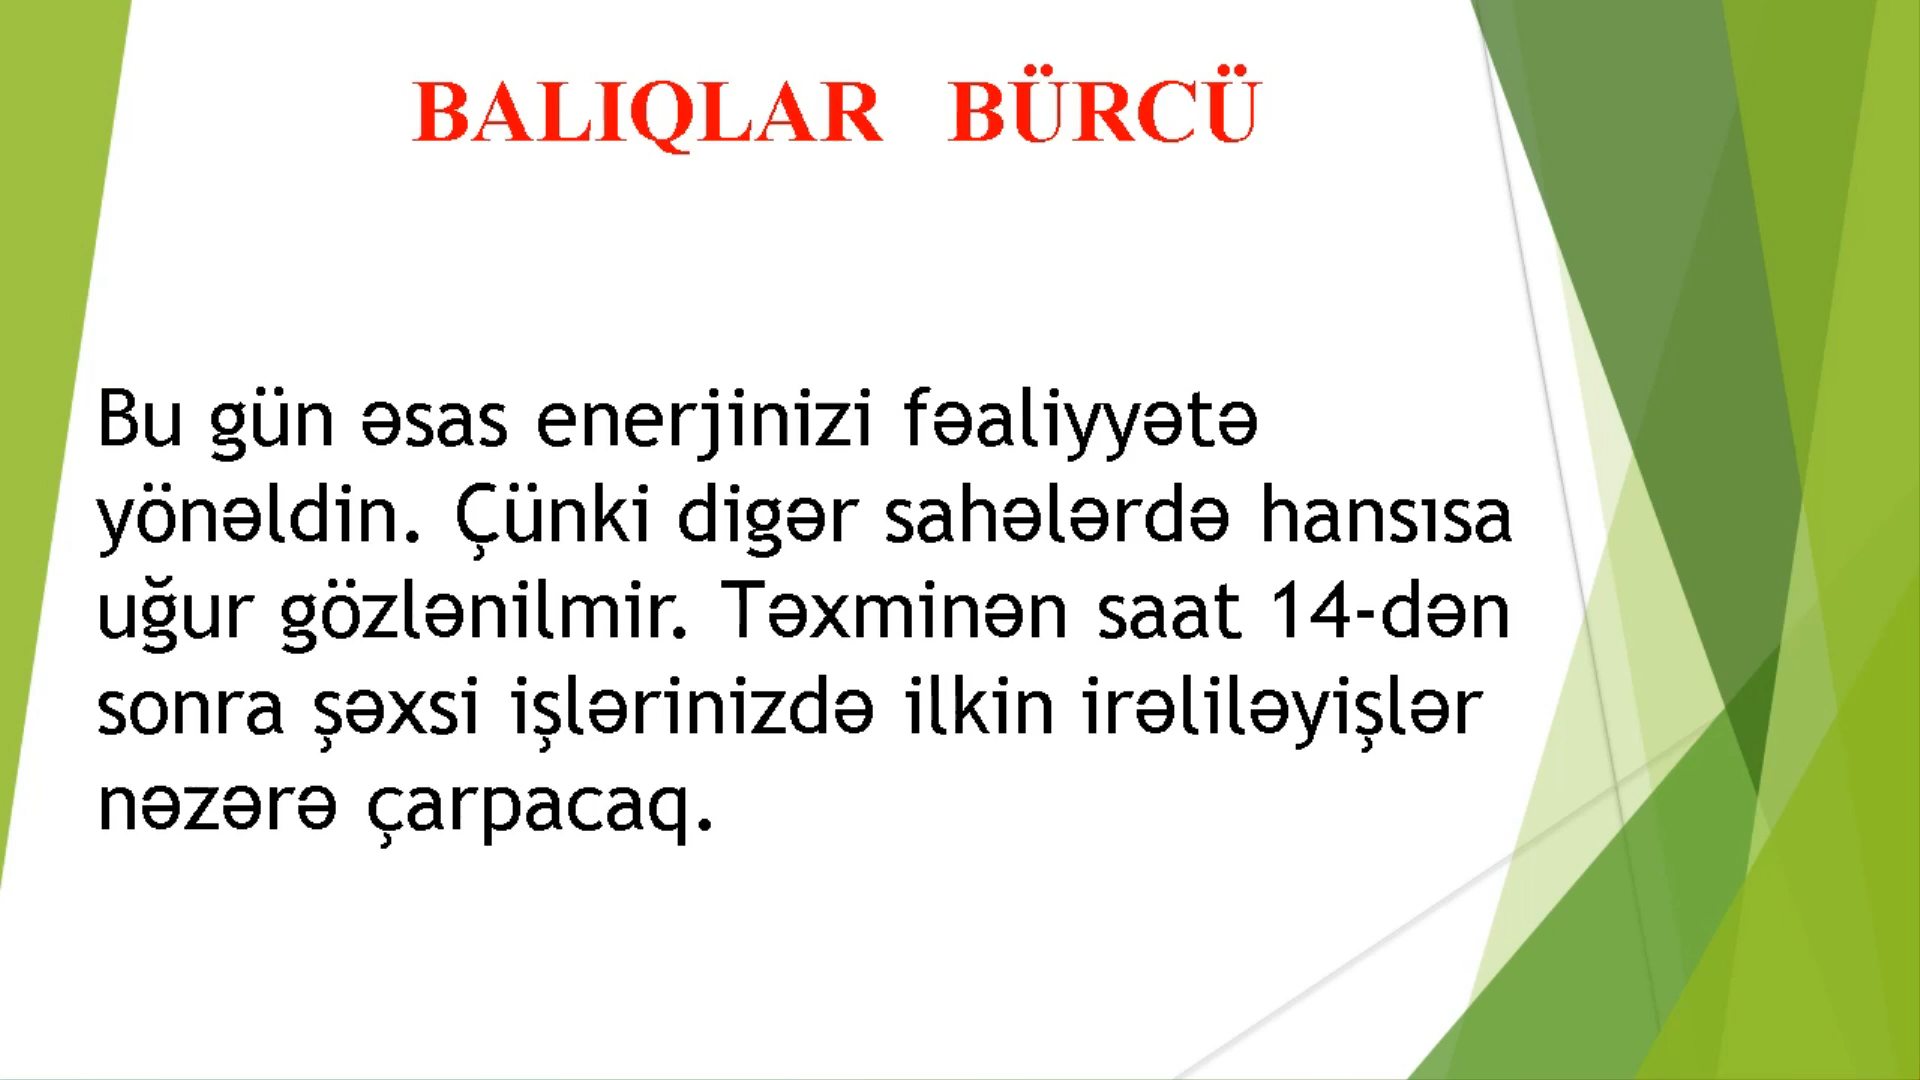 BALIQLAR BÜRCÜ
Bu gün əsas enerjinizi fəaliyyətə
yönəldin. Çünki digər sahələrdə hansısa
uğur gözlənilmir. Təxminən saat 14-dən
sonra şəxsi işlərinizdə ilkin irəliləyişlər
nəzərə çarpacaq.